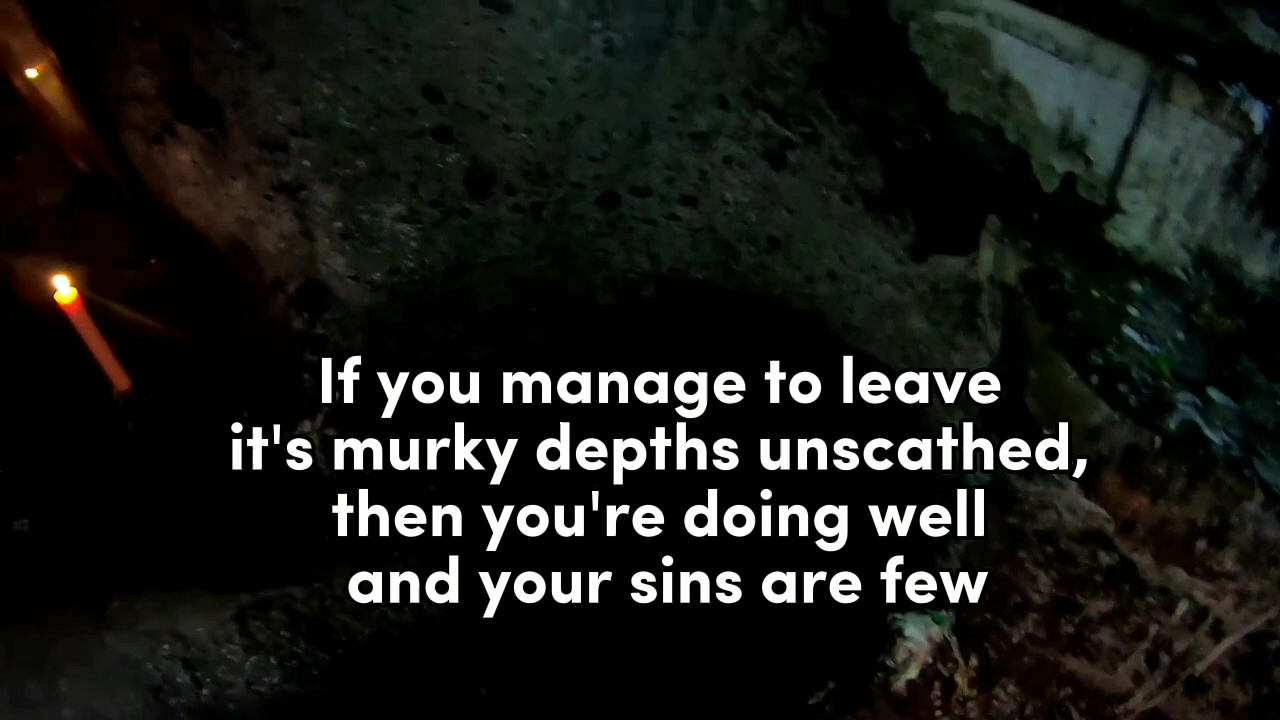 If you manage to leave
it's murky depths unscathed,
then you're doing well
and your sins are few